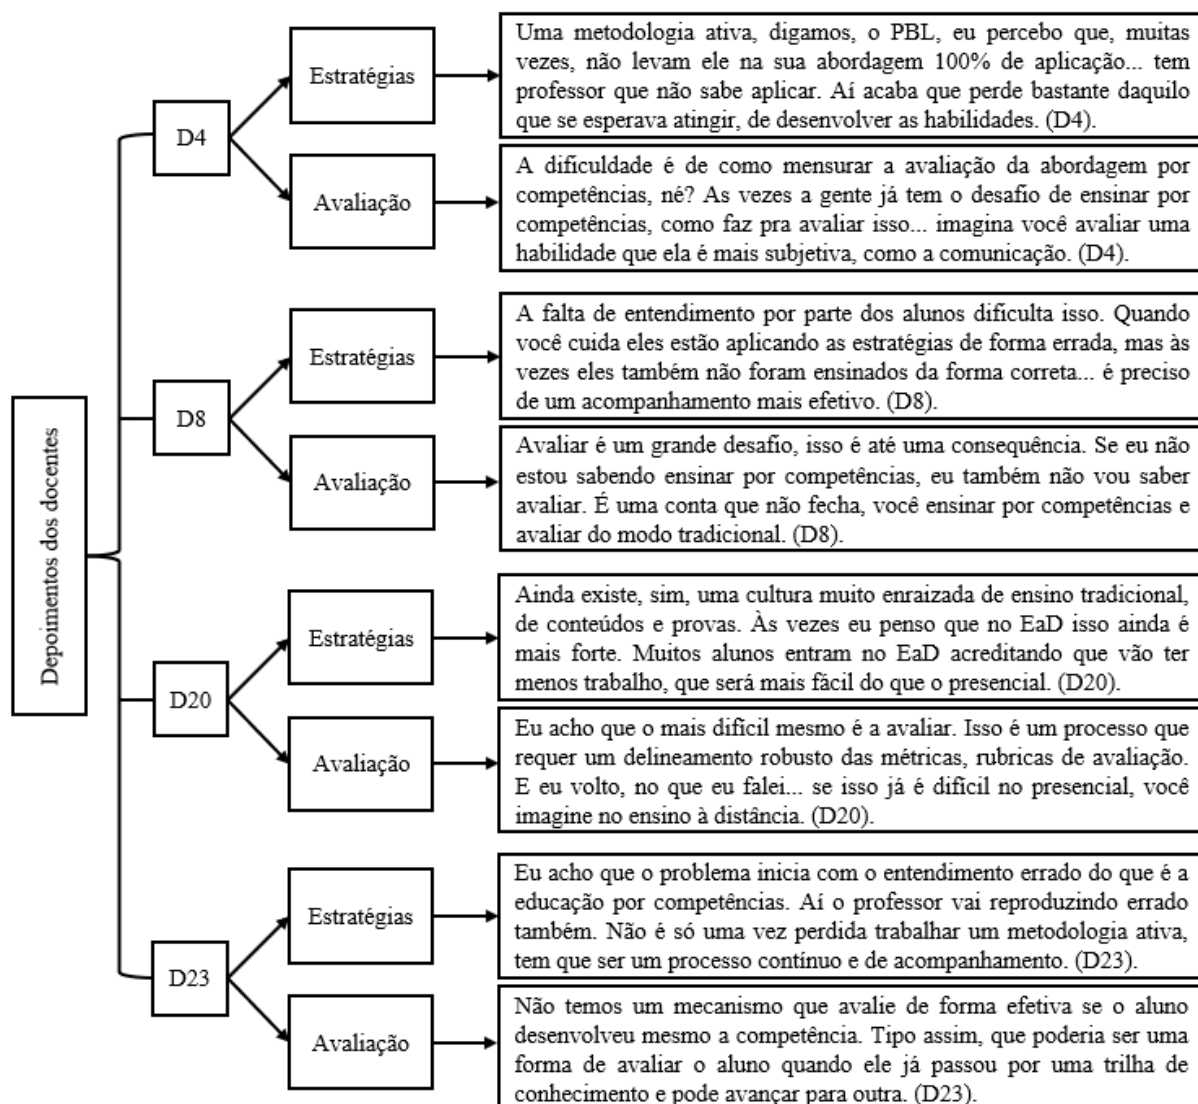 Depoimentos dos docentes
D4
Estratégias
Uma metodologia ativa, digamos, o PBL, eu percebo que, muitas
vezes, não levam ele na sua abordagem 100% de aplicação... tem
professor que não sabe aplicar. Aí acaba que perde bastante daquilo
que se esperava atingir, de desenvolver as habilidades. (D4).
Avaliação
A dificuldade é de como mensurar a avaliação da abordagem por
competências, né? As vezes a gente já tem o desafio de ensinar por
competências, como faz pra avaliar isso... imagina você avaliar uma
habilidade que ela é mais subjetiva, como a comunicação. (D4).
D8
Estratégias
A falta de entendimento por parte dos alunos dificulta isso. Quando
você cuida eles estão aplicando as estratégias de forma errada, mas às
vezes eles também não foram ensinados da forma correta... é preciso
de um acompanhamento mais efetivo. (D8).
Avaliação
Avaliar é um grande desafio, isso é até uma consequência. Se eu não
estou sabendo ensinar por competências, eu também não vou saber
avaliar. É uma conta que não fecha, você ensinar por competências e
avaliar do modo tradicional. (D8).
D20
Estratégias
Ainda existe, sim, uma cultura muito enraizada de ensino tradicional,
de conteúdos e provas. Às vezes eu penso que no EaD isso ainda é
mais forte. Muitos alunos entram no EaD acreditando que vão ter
menos trabalho, que será mais fácil do que o presencial. (D20).
Avaliação
Eu acho que o mais difícil mesmo é a avaliar. Isso é um processo que
requer um delineamento robusto das métricas, rubricas de avaliação.
E eu volto, no que eu falei... se isso já é difícil no presencial, você
imagine no ensino à distância. (D20).
D23
Estratégias
Eu acho que o problema inicia com o entendimento errado do que é a
educação por competências. Aí o professor vai reproduzindo errado
também. Não é só uma vez perdida trabalhar um metodologia ativa,
tem que ser um processo contínuo e de acompanhamento. (D23).
Avaliação
Não temos um mecanismo que avalie de forma efetiva se o aluno
desenvolveu mesmo a competência. Tipo assim, que poderia ser uma
forma de avaliar o aluno quando ele já passou por uma trilha de
conhecimento e pode avançar para outra. (D23).